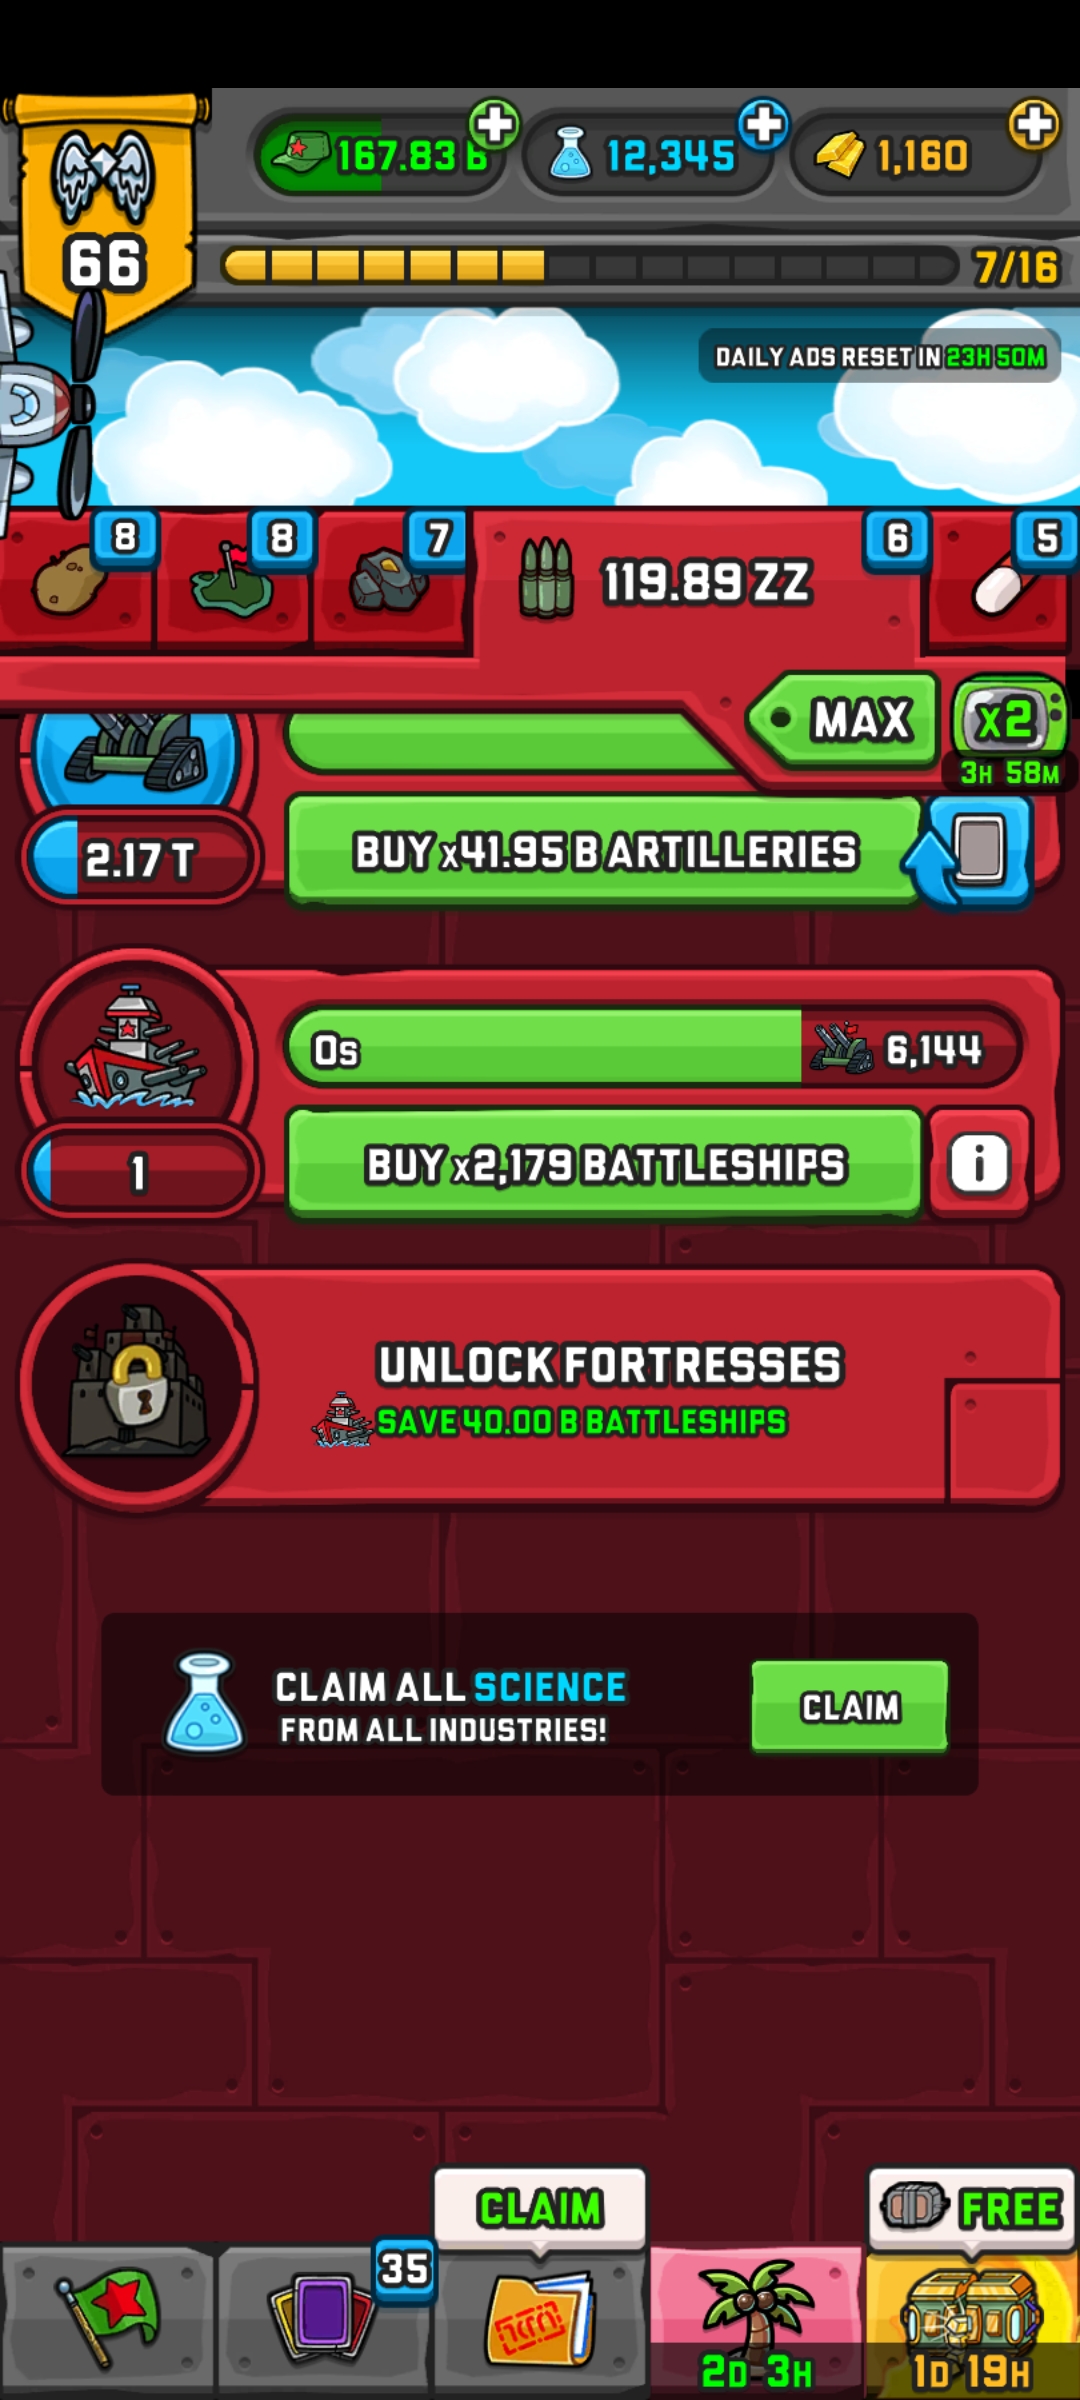 167.83 B
12,345
1,160
66
7/16
DAILY ADS RESET IN 23H 50M
8
8
7
119.89 ZZ
6
5
MAX
X2
3H 58M
2.17 T
BUY x41.95 B ARTILLERIES
0s
6,144
1
BUY x2,179 BATTLESHIPS
i
UNLOCK FORTRESSES
SAVE 40.00 B BATTLESHIPS
CLAIM ALL SCIENCE
FROM ALL INDUSTRIES!
CLAIM
CLAIM
FREE
35
2D 3H
1D 19H